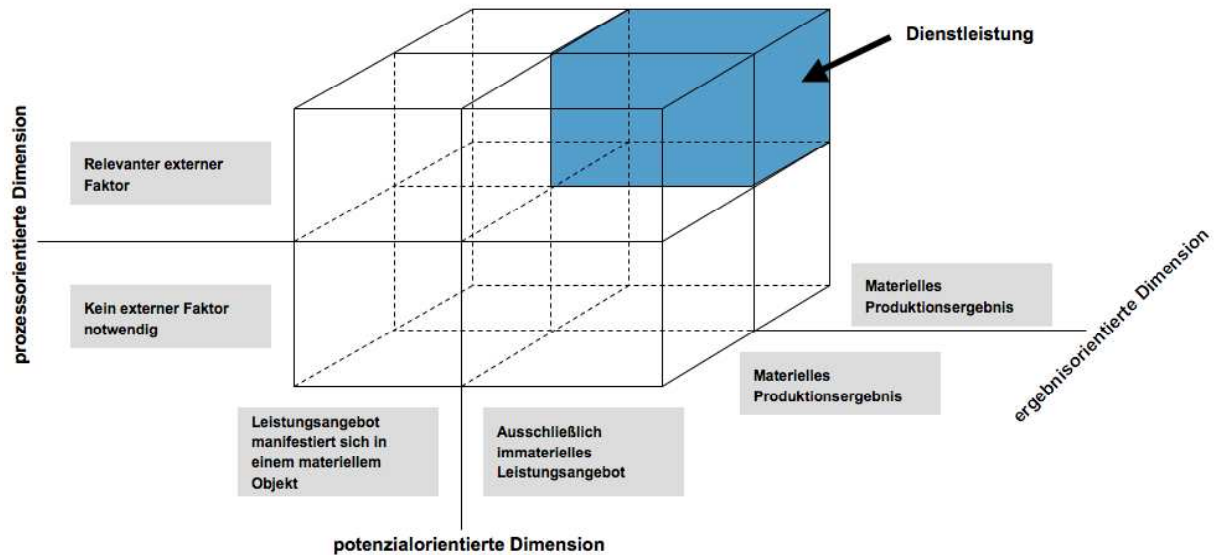 Dienstleistung
prozessorientierte Dimension
Relevanter externer
Faktor
Kein externer Faktor
notwendig
Materielles
Produktionsergebnis
Materielles
Produktionsergebnis
ergebnisorientierte Dimension
Leistungsangebot
manifestiert sich in
einem materiellem
Objekt
Ausschließlich
immaterielles
Leistungsangebot
potenzialorientierte Dimension